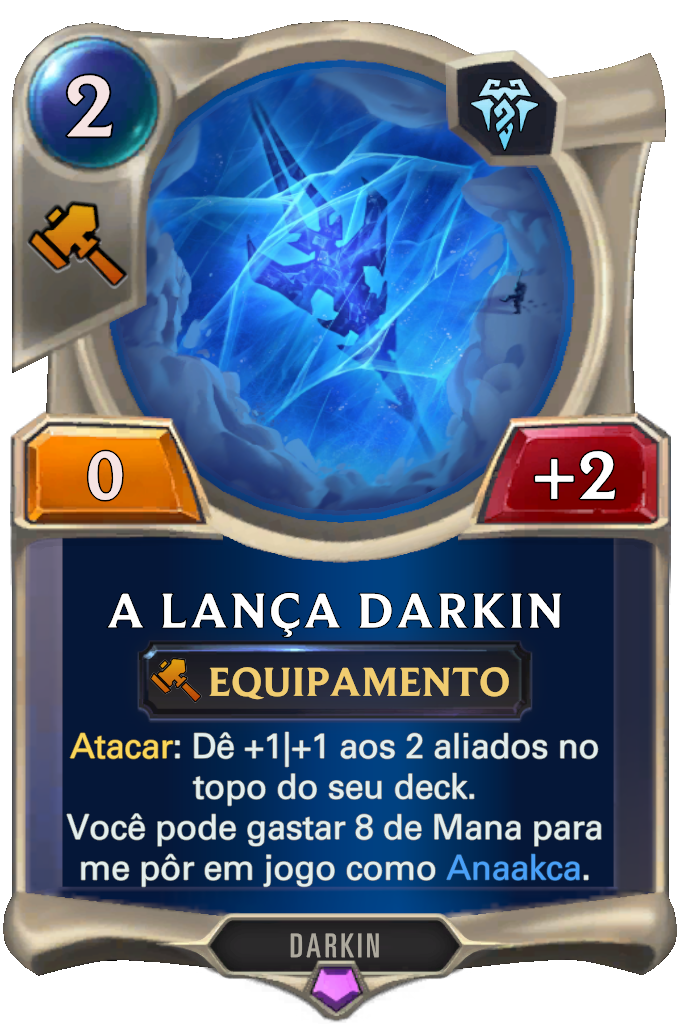 2
0
+2
A LANÇA DARKIN
EQUIPAMENTO
Atacar: Dê +1|+1 aos 2 aliados no
topo do seu deck.
Você pode gastar 8 de Mana para
me pôr em jogo como Anaakca.
DARKIN